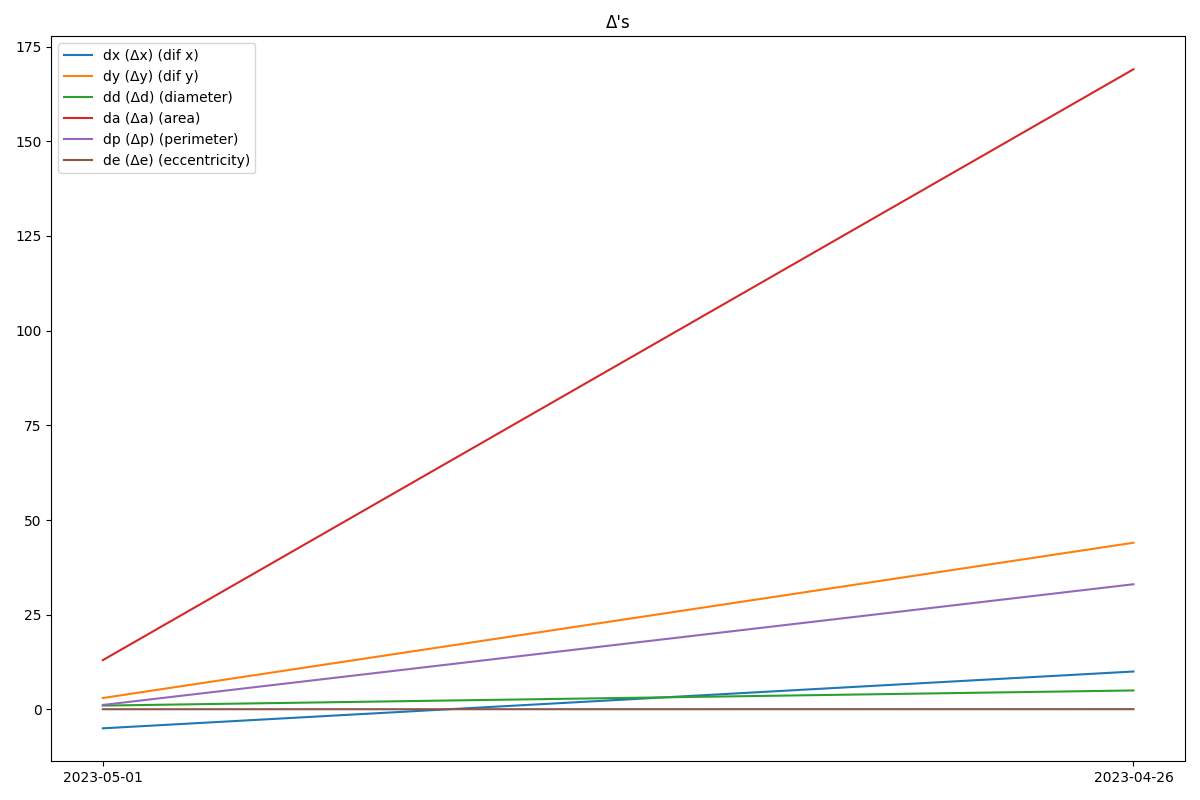 Δ's
175
150
125
100
75
50
25
0
dx (Δx) (dif x)
dy (Δy) (dif y)
dd (Δd) (diameter)
da (Δa) (area)
dp (Δp) (perimeter)
de (Δe) (eccentricity)
2023-05-01
2023-04-26